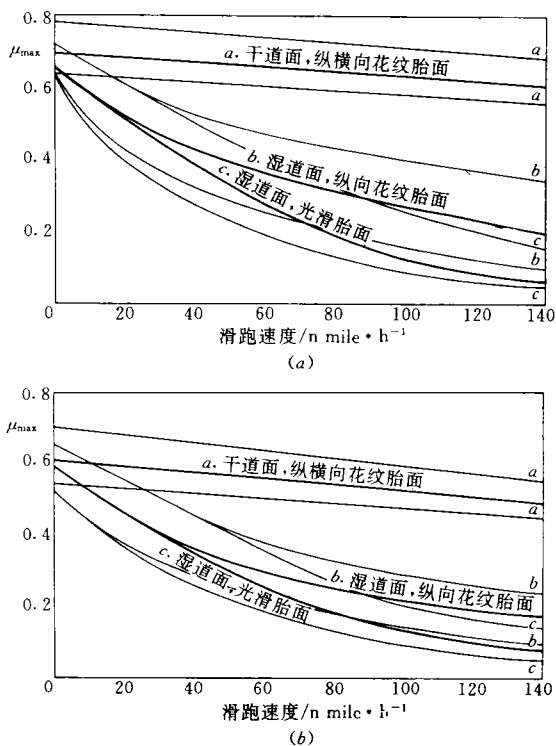 0.8
μmax
a
a. 干道面,纵横向花纹胎面
0.6
a
0.4
b. 湿道面,纵向花纹胎面
b
c. 湿道面,光滑胎面
0.2
c
b
c
0 20 40 60 80 100 120 140
滑跑速度/n mile·h⁻¹
(a)
0.8
μmax
a
0.6
a. 干道面,纵横向花纹胎面
a
0.4
c. 湿道面,光滑胎面
b. 湿道面,纵向花纹胎面
b
0.2
c
b
c
0 20 40 60 80 100 120 140
滑跑速度/n mile·h⁻¹
(b)